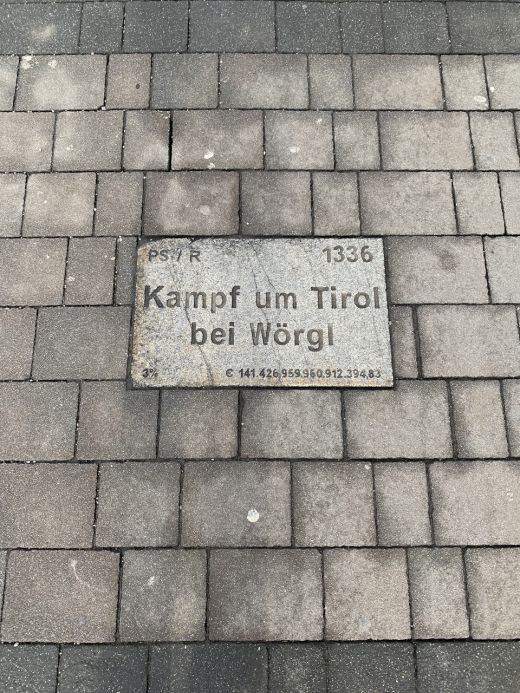 PS / R 1336
Kampf um Tirol
bei Wörgl
3% € 141.426.959.960.912.394,83